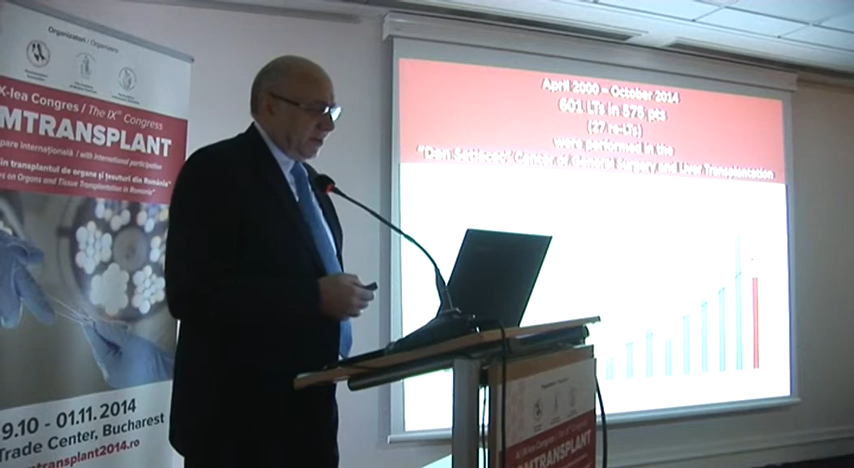 Organizatori / Organizers
X-lea Congres / The IXth Congress
MTRANSPLANT
pare internațională / with international participation
in transplantul de organe și țesuturi din România"
es on Organs and Tissue Transplantation in Romania"
9.10 - 01.11. 2014
Trade Center, Bucharest
mtransplant2014.ro
April 2000 – October 2014
601 LTs in 575 pts
(27 re-LTs)
were performed in the
"Dan Setlacec" Center of General Surgery and Liver Transplantation
MTRANSPLANT